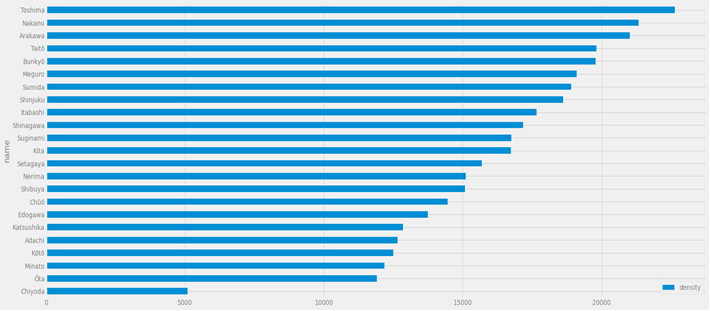 Toshima
Nakano
Arakawa
Taitō
Bunkyō
Meguro
Sumida
Shinjuku
Itabashi
Shinagawa
Suginami
Kita
Setagaya
Nerima
Shibuya
Chūō
Edogawa
Katsushika
Adachi
Kōtō
Minato
Ōta
Chiyoda
name
0 5000 10000 15000 20000
density